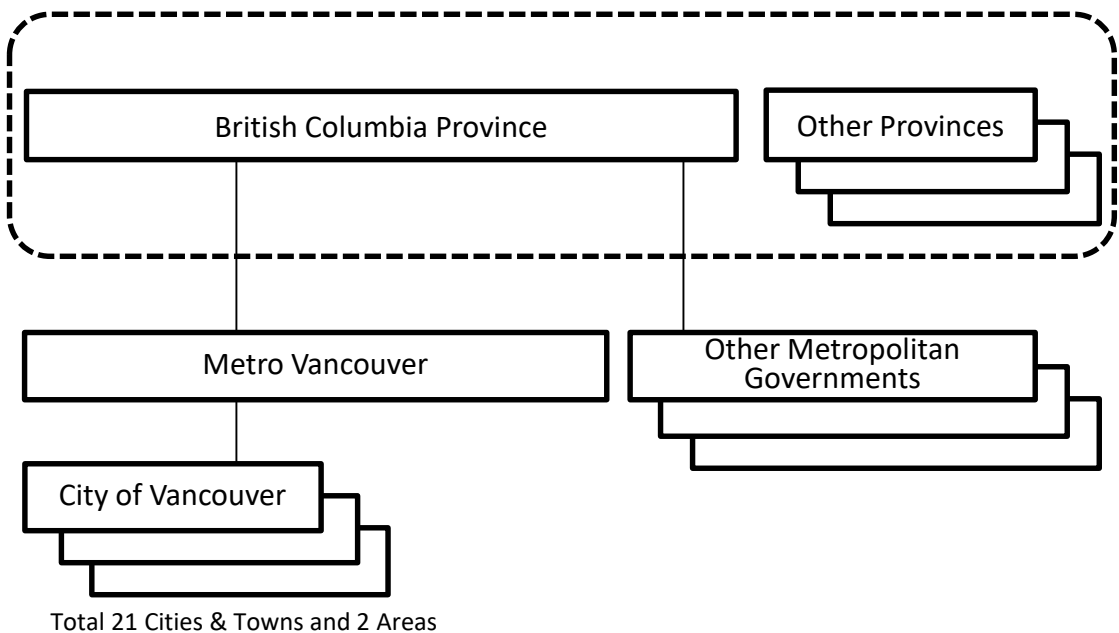 British Columbia Province
Other Provinces
Metro Vancouver
Other Metropolitan
Governments
City of Vancouver
Total 21 Cities & Towns and 2 Areas